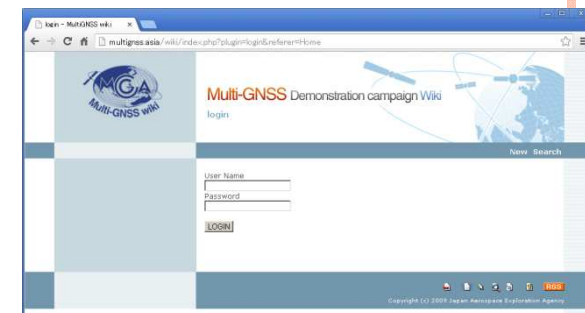 login - MultiGNSS wiki
multignss.asia/wiki/index.php?plugin=login&referer=Home
MGA
Multi-GNSS wiki
Multi-GNSS Demonstration campaign Wiki
login
New Search
User Name
Password
LOGIN
RSS
Copyright (c) 2009 Japan Aerospace Exploration Agency